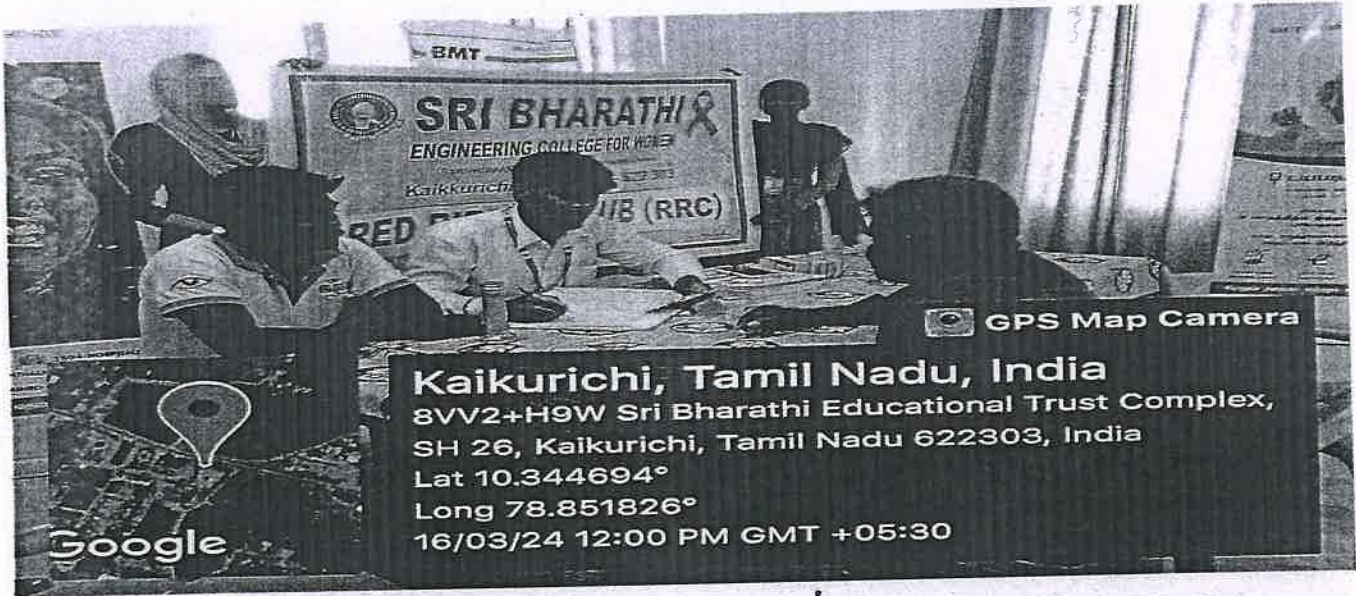 BMT
SRI BHARATHI
ENGINEERING COLLEGE FOR WOMEN
Kaikkurichi
RED (RRC)
GPS Map Camera
Kaikurichi, Tamil Nadu, India
8VV2+H9W Sri Bharathi Educational Trust Complex,
SH 26, Kaikurichi, Tamil Nadu 622303, India
Lat 10.344694°
Long 78.851826°
16/03/24 12:00 PM GMT +05:30
Google